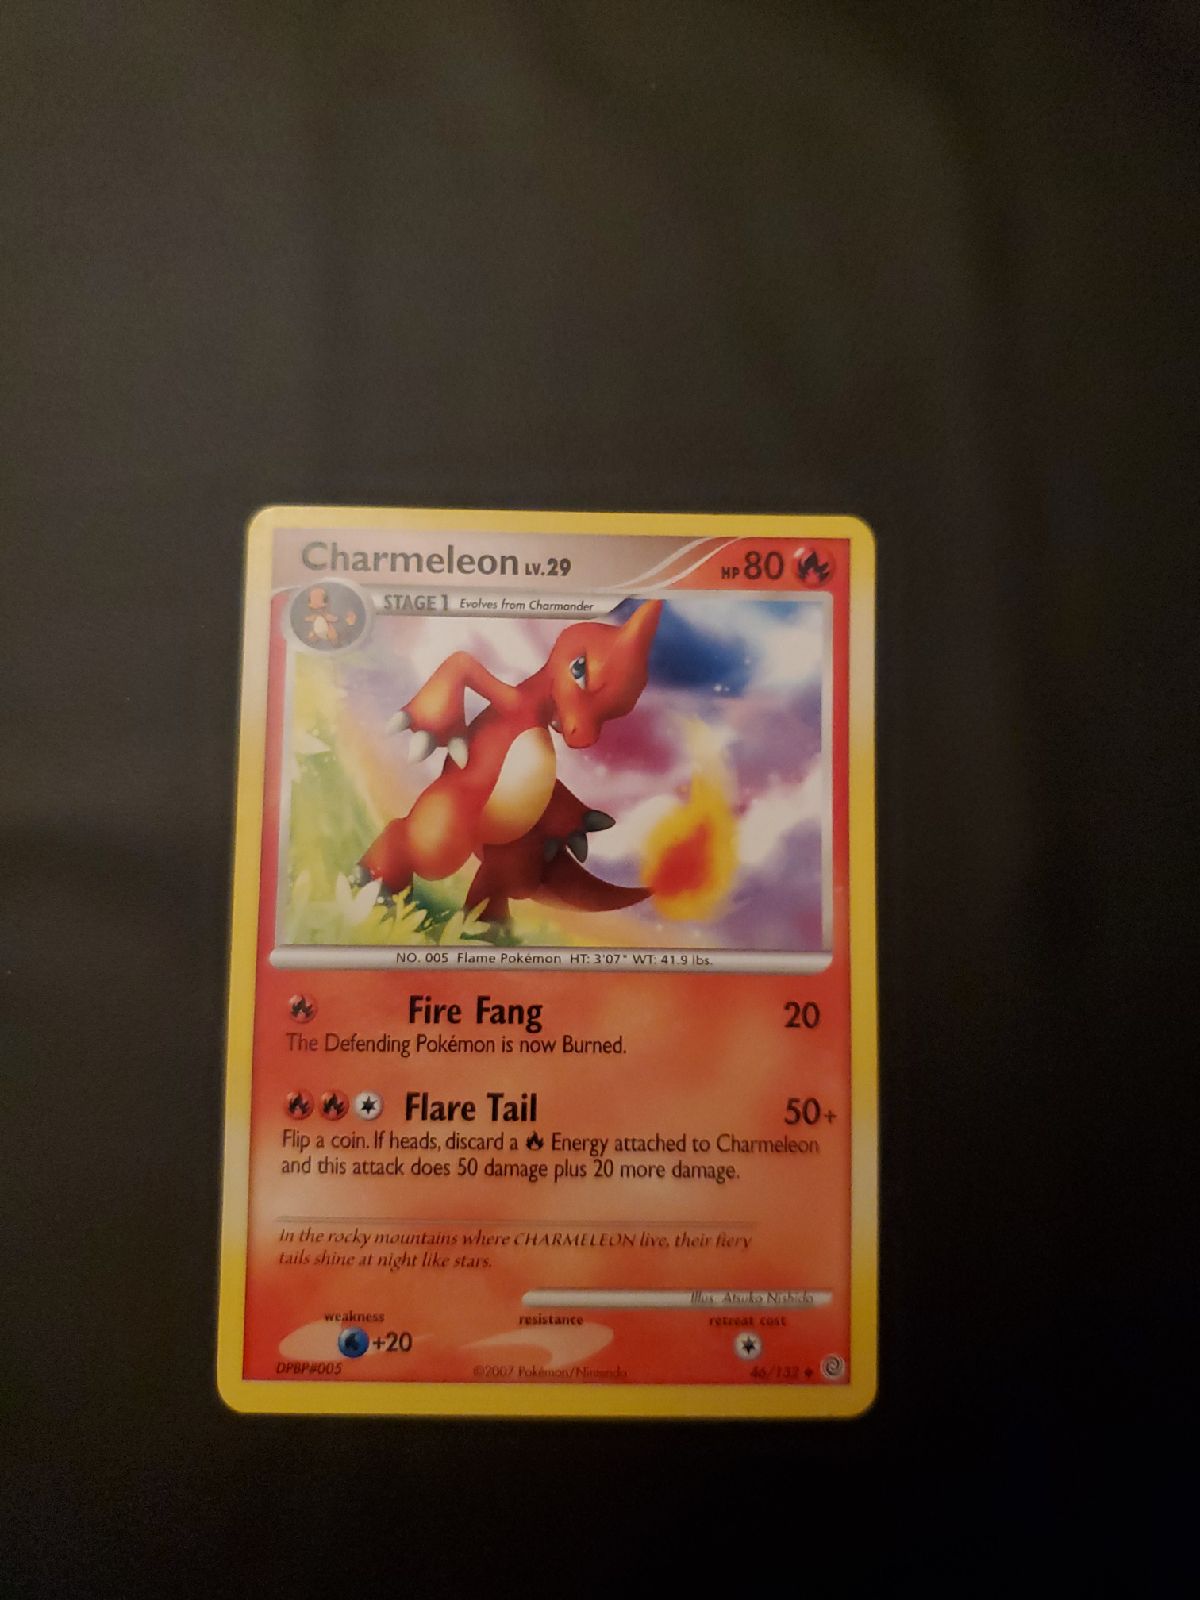 Charmeleon LV.29 HP 80
STAGE 1 Evolves from Charmander
NO. 005 Flame Pokémon HT: 3'07" WT: 41.9 lbs.
Fire Fang 20
The Defending Pokémon is now Burned.
Flare Tail 50+
Flip a coin. If heads, discard a Energy attached to Charmeleon
and this attack does 50 damage plus 20 more damage.
In the rocky mountains where CHARMELEON live, their fiery
tails shine at night like stars.
Illus. Atsuko Nishida
weakness resistance retreat cost
+20
DPBP#005 ©2007 Pokémon/Nintendo 46/132